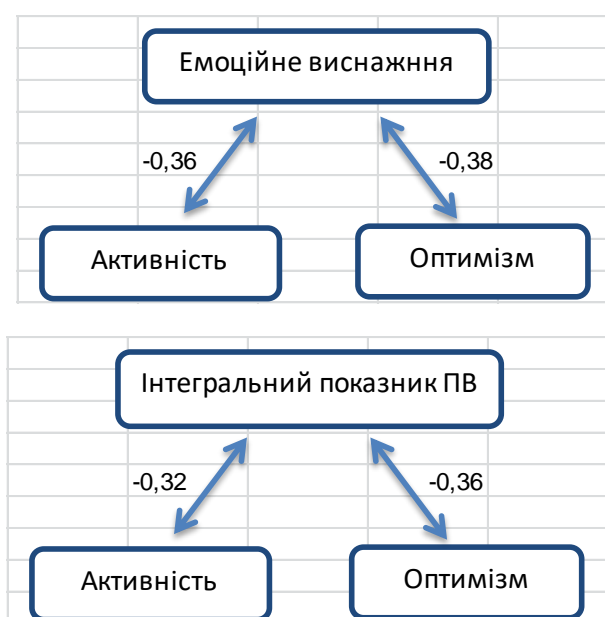 Емоційне виснажння
-0,36
-0,38
Активність
Оптимізм
Інтегральний показник ПВ
-0,32
-0,36
Активність
Оптимізм